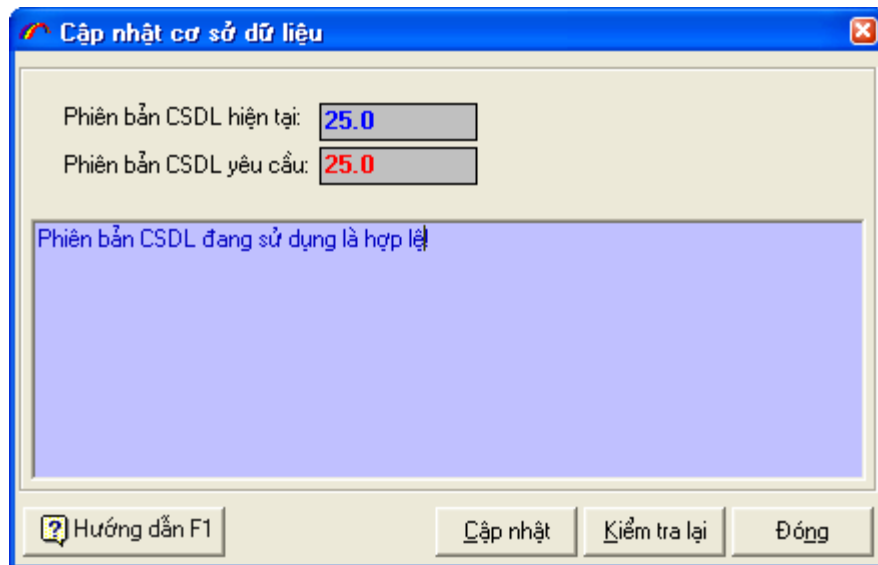 Cập nhật cơ sở dữ liệu
Phiên bản CSDL hiện tại: 25.0
Phiên bản CSDL yêu cầu: 25.0
Phiên bản CSDL đang sử dụng là hợp lệ!
Hướng dẫn F1 Cập nhật Kiểm tra lại Đóng